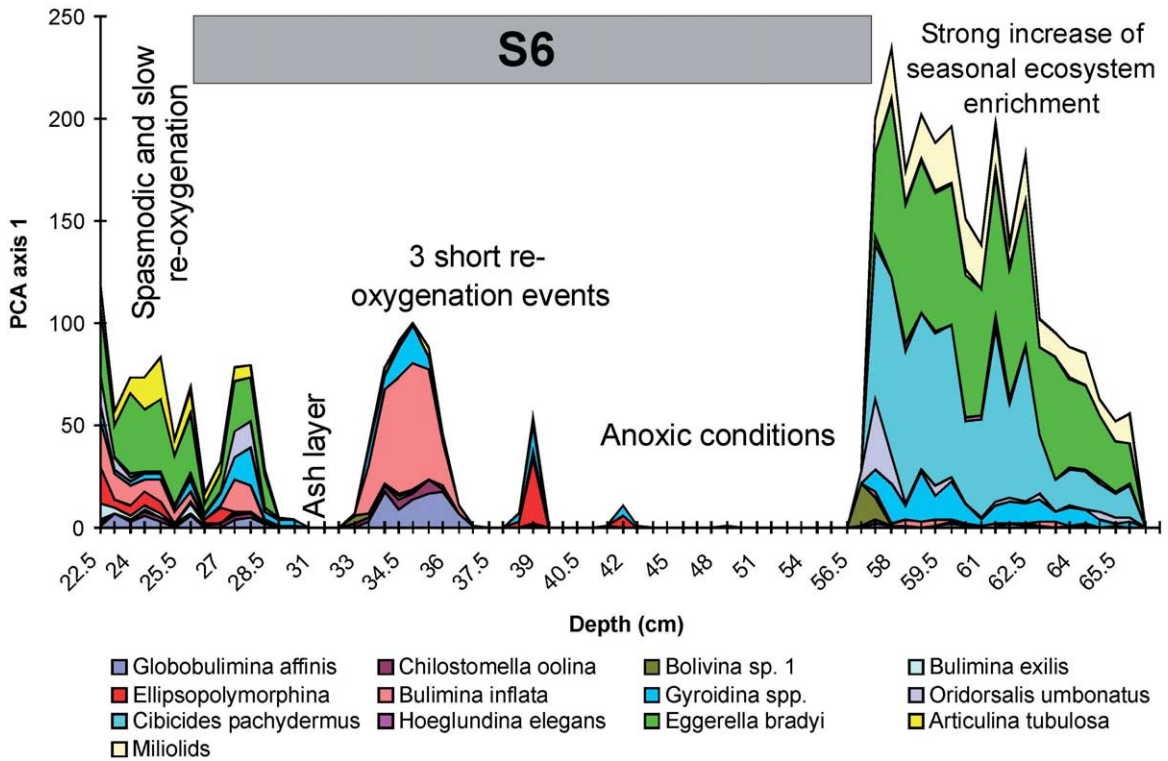 250
200
150
100
50
0
PCA axis 1
Spasmodic and slow
re-oxygenation
S6
Strong increase of
seasonal ecosystem
enrichment
3 short re-
oxygenation events
Ash layer
Anoxic conditions
22.5 24 25.5 27 28.5 31 33 34.5 36 37.5 39 40.5 42 45 48 51 54 56.5 58 59.5 61 62.5 64 65.5
Depth (cm)
Globobulimina affinis Chilostomella oolina Bolivina sp. 1 Bulimina exilis
Ellipsopolymorphina Bulimina inflata Gyroidina spp. Oridorsalis umbonatus
Cibicides pachydermus Hoeglundina elegans Eggerella bradyi Articulina tubulosa
Miliolids